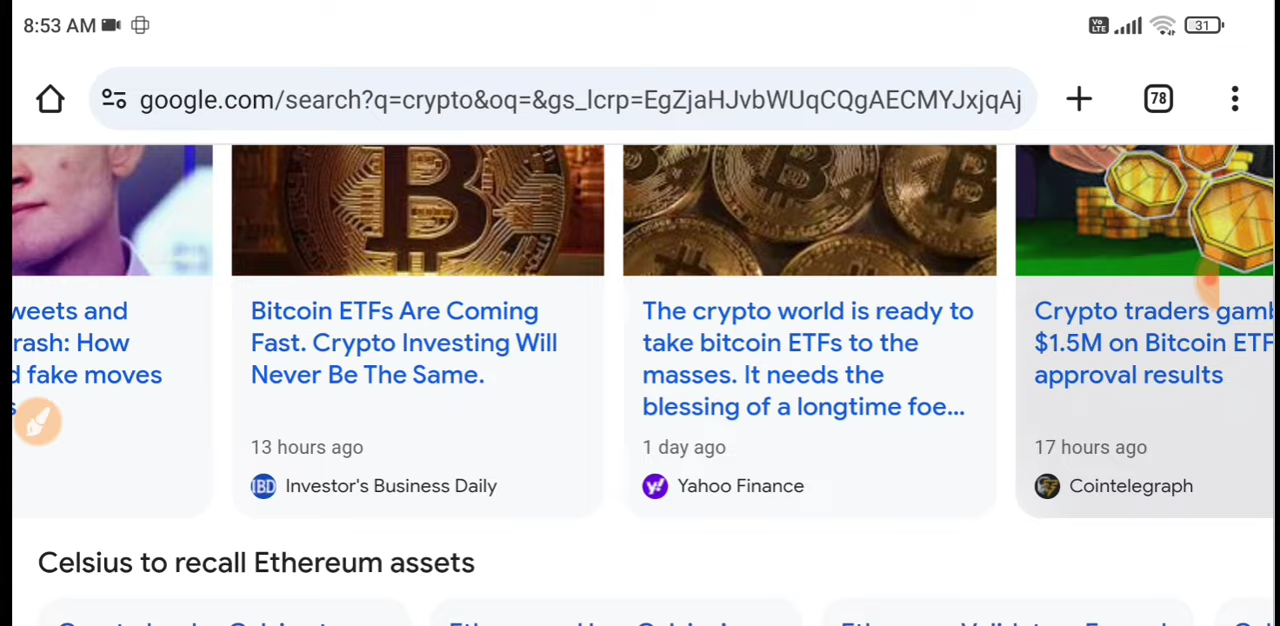 8:53 AM
Vo LTE
31
google.com/search?q=crypto&oq=&gs_lcrp=EgZjaHJvbWUqCQgAECMYJxjqAj
78
weets and
rash: How
d fake moves
s
Bitcoin ETFs Are Coming
Fast. Crypto Investing Will
Never Be The Same.
13 hours ago
IBD Investor's Business Daily
The crypto world is ready to
take bitcoin ETFs to the
masses. It needs the
blessing of a longtime foe...
1 day ago
y! Yahoo Finance
Crypto traders gamb
$1.5M on Bitcoin ETF
approval results
17 hours ago
Cointelegraph
Celsius to recall Ethereum assets